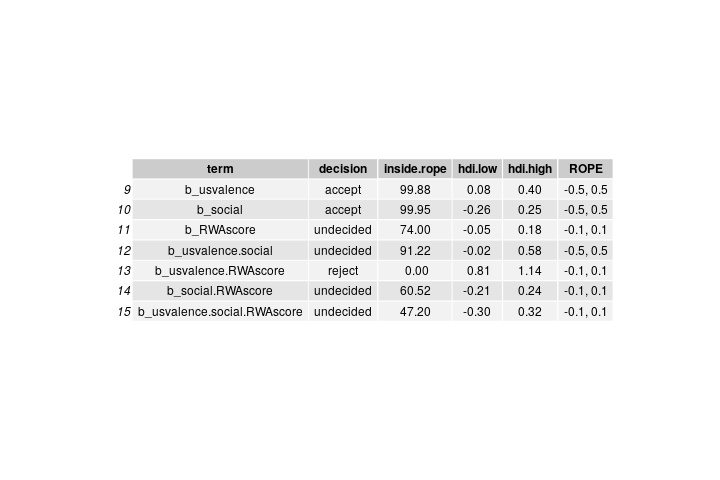 term decision inside.rope hdi.low hdi.high ROPE
9 b_usvalence accept 99.88 0.08 0.40 -0.5, 0.5
10 b_social accept 99.95 -0.26 0.25 -0.5, 0.5
11 b_RWAscore undecided 74.00 -0.05 0.18 -0.1, 0.1
12 b_usvalence.social undecided 91.22 -0.02 0.58 -0.5, 0.5
13 b_usvalence.RWAscore reject 0.00 0.81 1.14 -0.1, 0.1
14 b_social.RWAscore undecided 60.52 -0.21 0.24 -0.1, 0.1
15 b_usvalence.social.RWAscore undecided 47.20 -0.30 0.32 -0.1, 0.1